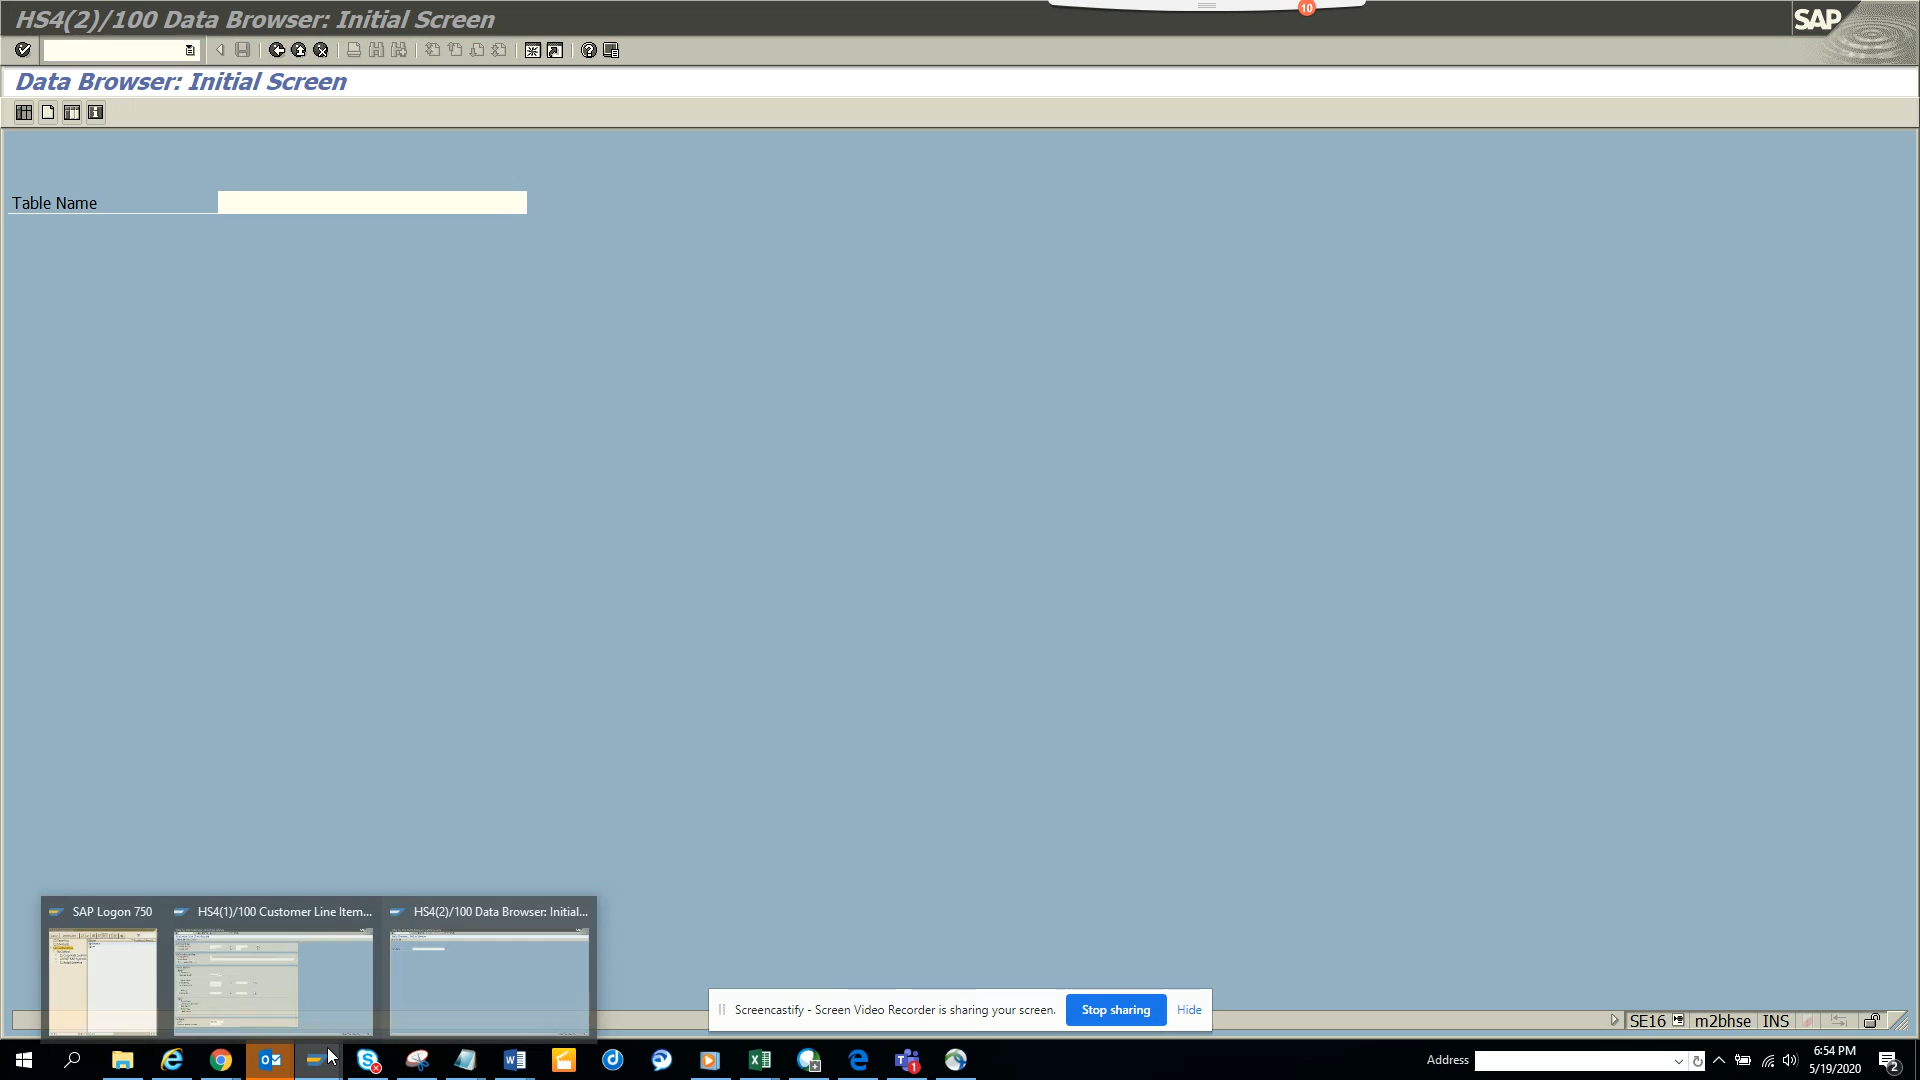 HS4(2)/100 Data Browser: Initial Screen
10
SAP
Data Browser: Initial Screen
Table Name
SAP Logon 750
HS4(1)/100 Customer Line Item...
HS4(2)/100 Data Browser: Initial...
Screencastify - Screen Video Recorder is sharing your screen.
Stop sharing
Hide
SE16
m2bhse
INS
Address
6:54 PM
5/19/2020
1
2